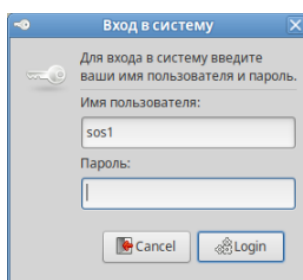 Вход в систему
Для входа в систему введите
ваши имя пользователя и пароль.
Имя пользователя:
sos1
Пароль:
Cancel
Login